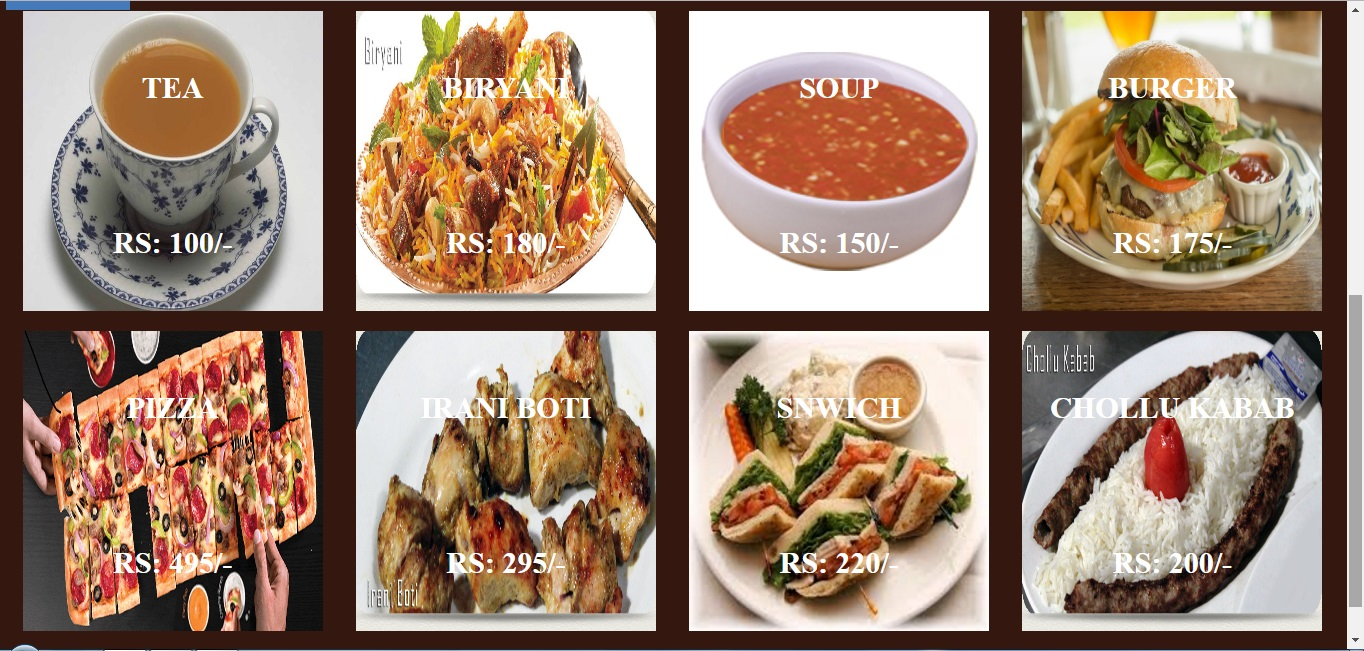 TEA
BIRYANI
SOUP
BURGER
Biryani
RS: 100/-
RS: 180/-
RS: 150/-
RS: 175/-
PIZZA
IRANI BOTI
SNWICH
CHOLLU KABAB
Chollu Kabab
RS: 495/-
RS: 295/-
RS: 220/-
RS: 200/-
Irani Boti